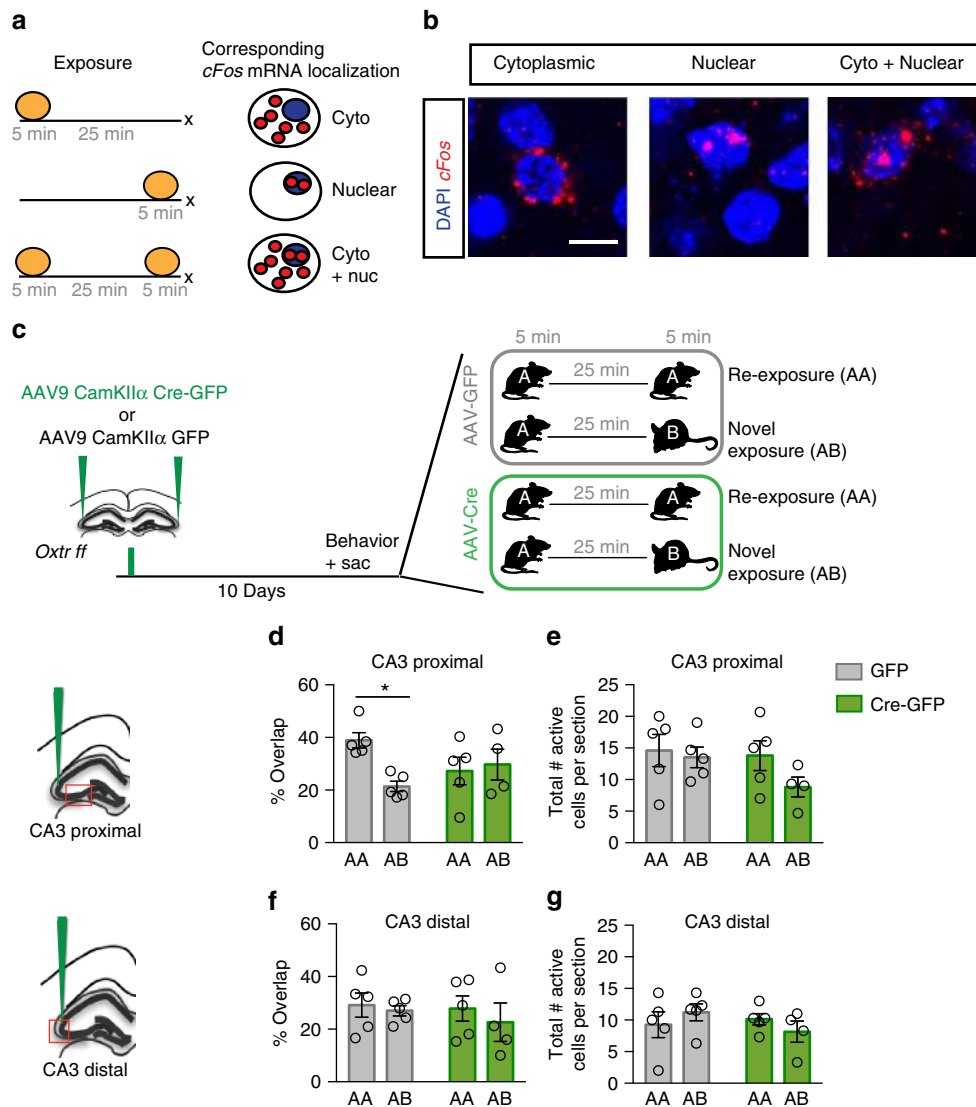 a
Exposure
Corresponding
cFos mRNA localization
5 min 25 min x
Cyto
5 min x
Nuclear
5 min 25 min 5 min x
Cyto
+ nuc
b
Cytoplasmic Nuclear Cyto + Nuclear
DAPI cFos
c
AAV9 CamKIIα Cre-GFP
or
AAV9 CamKIIα GFP
Oxtr ff
10 Days
Behavior
+ sac
5 min 5 min
AAV-GFP
A 25 min A Re-exposure (AA)
A 25 min B Novel
exposure (AB)
AAV-Cre
A 25 min A Re-exposure (AA)
A 25 min B Novel
exposure (AB)
CA3 proximal
d
CA3 proximal
% Overlap
60
40
20
0
*
AA AB AA AB
e
CA3 proximal
Total # active
cells per section
25
20
15
10
5
0
AA AB AA AB
GFP
Cre-GFP
CA3 distal
f
CA3 distal
% Overlap
60
40
20
0
AA AB AA AB
g
CA3 distal
Total # active
cells per section
25
20
15
10
5
0
AA AB AA AB